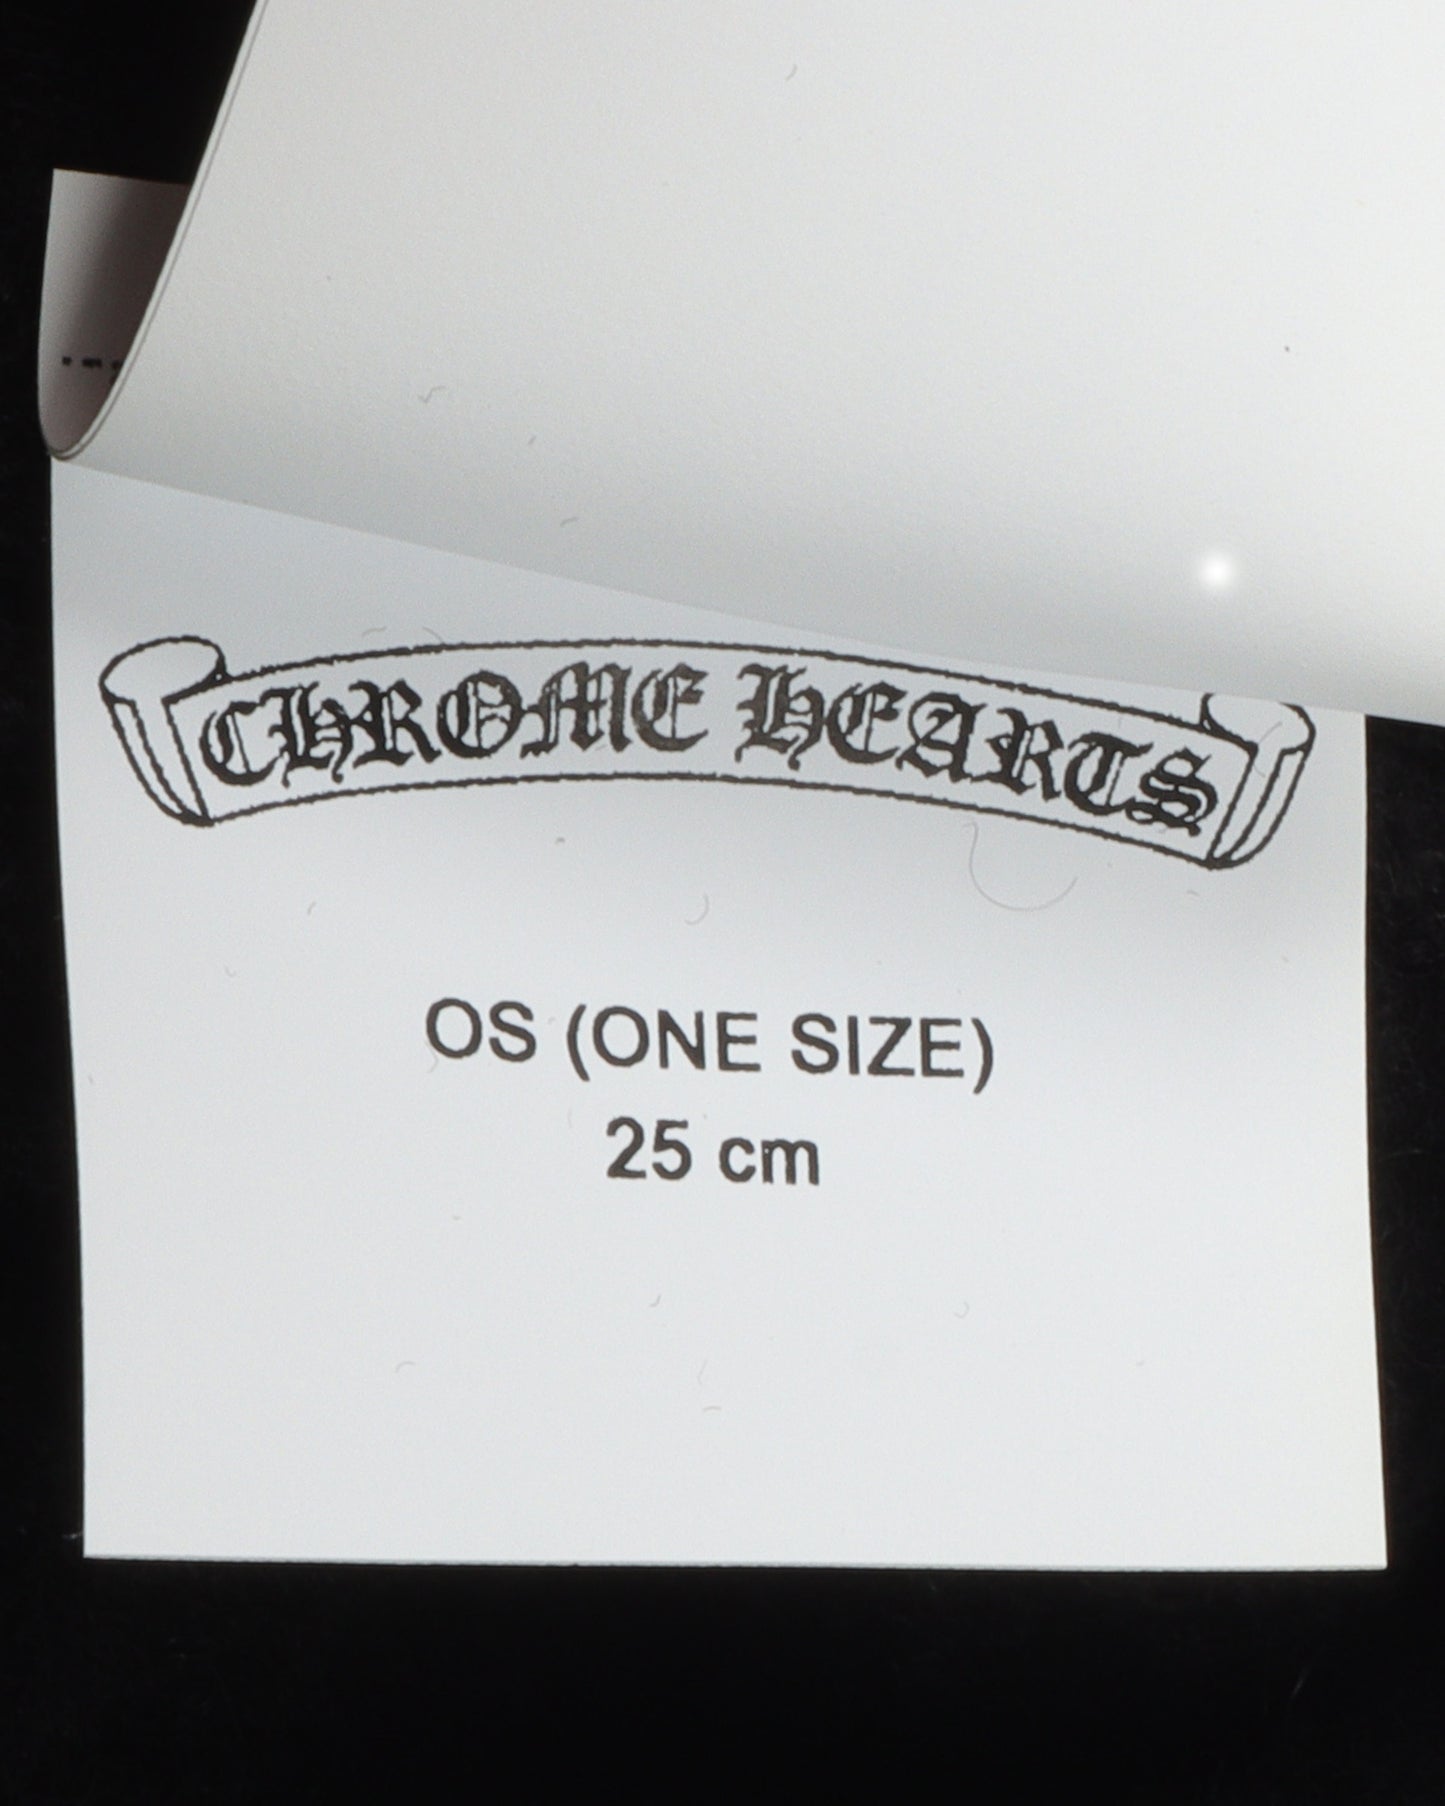 CHROME HEARTS
OS (ONE SIZE)
25 cm